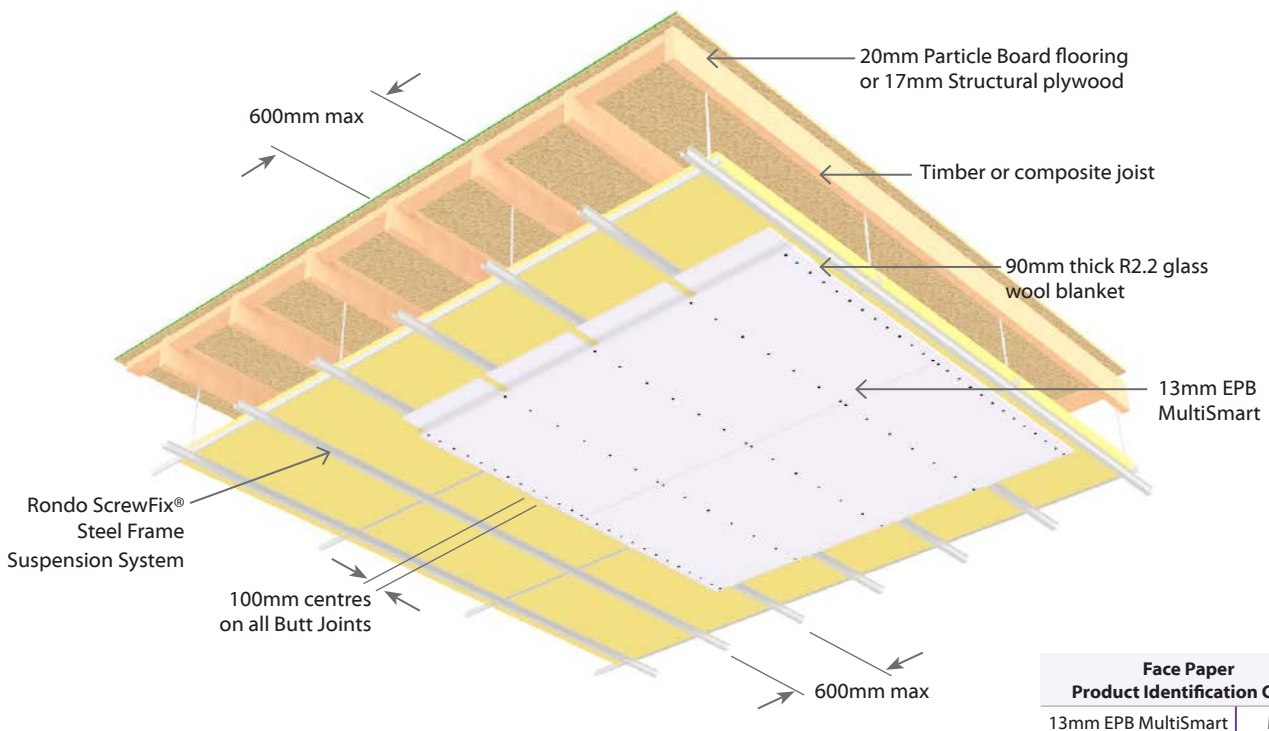 20mm Particle Board flooring
or 17mm Structural plywood
600mm max
Timber or composite joist
90mm thick R2.2 glass
wool blanket
13mm EPB
MultiSmart
Rondo ScrewFix®
Steel Frame
Suspension System
100mm centres
on all Butt Joints
600mm max
Face Paper
Product Identification
13mm EPB MultiSmart